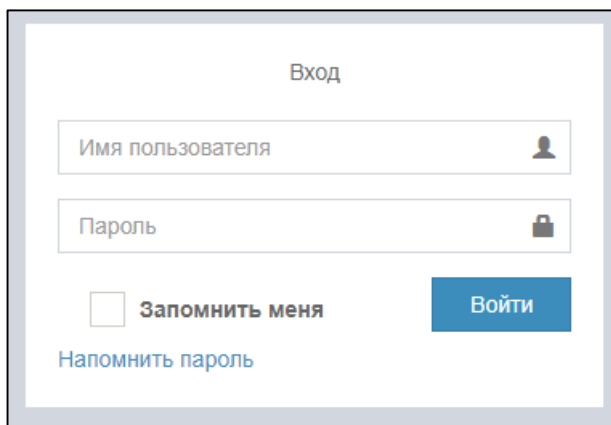 Вход
Имя пользователя
Пароль
Запомнить меня
Войти
Напомнить пароль